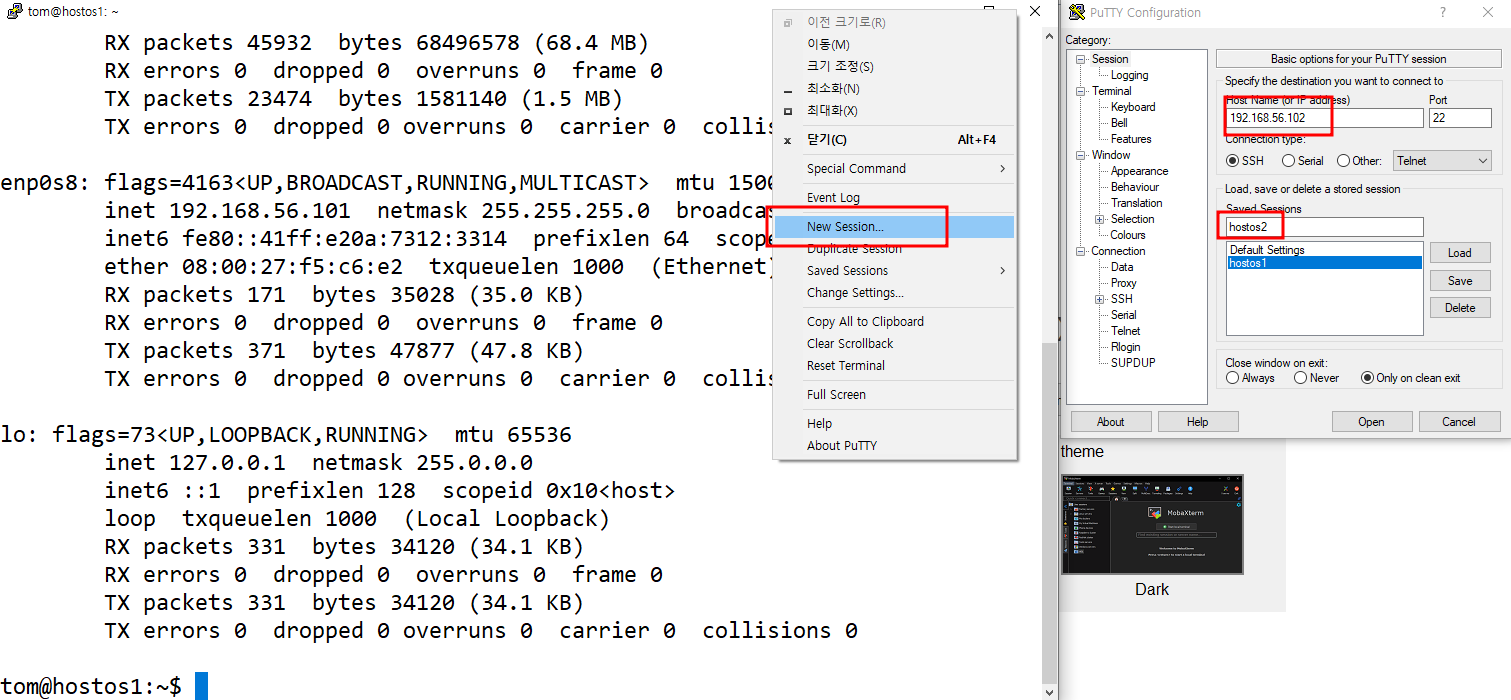 tom@hostos1: ~
RX packets 45932  bytes 68496578 (68.4 MB)
RX errors 0  dropped 0  overruns 0  frame 0
TX packets 23474  bytes 1581140 (1.5 MB)
TX errors 0  dropped 0 overruns 0  carrier 0  collis
enp0s8: flags=4163<UP,BROADCAST,RUNNING,MULTICAST>  mtu 1500
inet 192.168.56.101  netmask 255.255.255.0  broadcas
inet6 fe80::41ff:e20a:7312:3314  prefixlen 64  scope
ether 08:00:27:f5:c6:e2  txqueuelen 1000  (Ethernet)
RX packets 171  bytes 35028 (35.0 KB)
RX errors 0  dropped 0  overruns 0  frame 0
TX packets 371  bytes 47877 (47.8 KB)
TX errors 0  dropped 0 overruns 0  carrier 0  collis
lo: flags=73<UP,LOOPBACK,RUNNING>  mtu 65536
inet 127.0.0.1  netmask 255.0.0.0
inet6 ::1  prefixlen 128  scopeid 0x10<host>
loop  txqueuelen 1000  (Local Loopback)
RX packets 331  bytes 34120 (34.1 KB)
RX errors 0  dropped 0  overruns 0  frame 0
TX packets 331  bytes 34120 (34.1 KB)
TX errors 0  dropped 0 overruns 0  carrier 0  collisions 0
tom@hostos1:~$
이전 크기로(R)
이동(M)
크기 조정(S)
최소화(N)
최대화(X)
닫기(C) Alt+F4
Special Command
Event Log
New Session...
Duplicate Session
Saved Sessions
Change Settings...
Copy All to Clipboard
Clear Scrollback
Reset Terminal
Full Screen
Help
About PuTTY
PuTTY Configuration
Category:
Session
Logging
Terminal
Keyboard
Bell
Features
Window
Appearance
Behaviour
Translation
Selection
Colours
Connection
Data
Proxy
SSH
Serial
Telnet
Rlogin
SUPDUP
Basic options for your PuTTY session
Specify the destination you want to connect to
Host Name (or IP address) Port
192.168.56.102 22
Connection type:
SSH Serial Other: Telnet
Load, save or delete a stored session
Saved Sessions
hostos2
Default Settings
hostos1
Load
Save
Delete
Close window on exit:
Always Never Only on clean exit
About Help Open Cancel
theme
MobaXterm
Dark